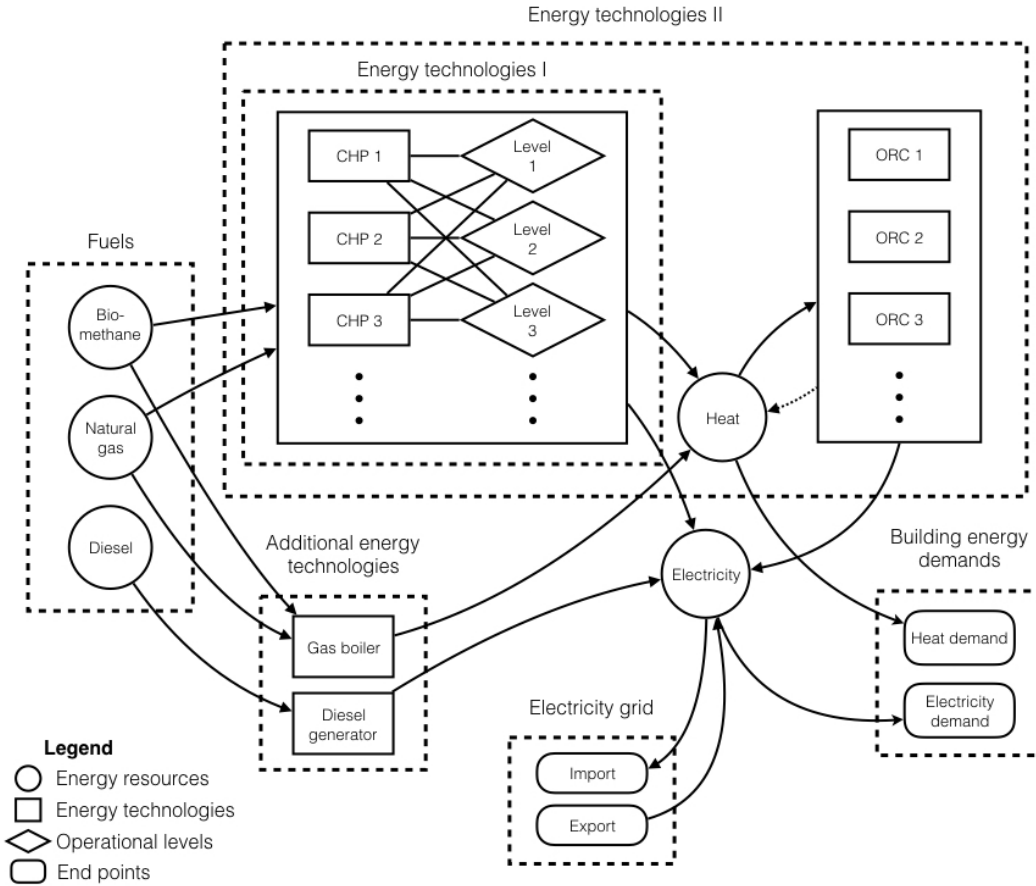 Energy technologies II
Energy technologies I
CHP 1
Level
1
ORC 1
CHP 2
Level
2
ORC 2
Fuels
Bio-
methane
CHP 3
Level
3
ORC 3
Natural
gas
Heat
Diesel
Additional energy
technologies
Electricity
Building energy
demands
Gas boiler
Heat demand
Diesel
generator
Electricity grid
Electricity
demand
Import
Export
Legend
Energy resources
Energy technologies
Operational levels
End points